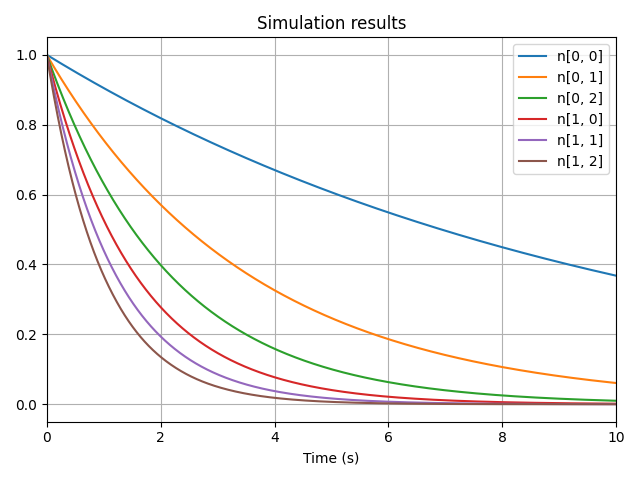 Simulation results
1.0
0.8
0.6
0.4
0.2
0.0
0 2 4 6 8 10
Time (s)
n[0, 0]
n[0, 1]
n[0, 2]
n[1, 0]
n[1, 1]
n[1, 2]